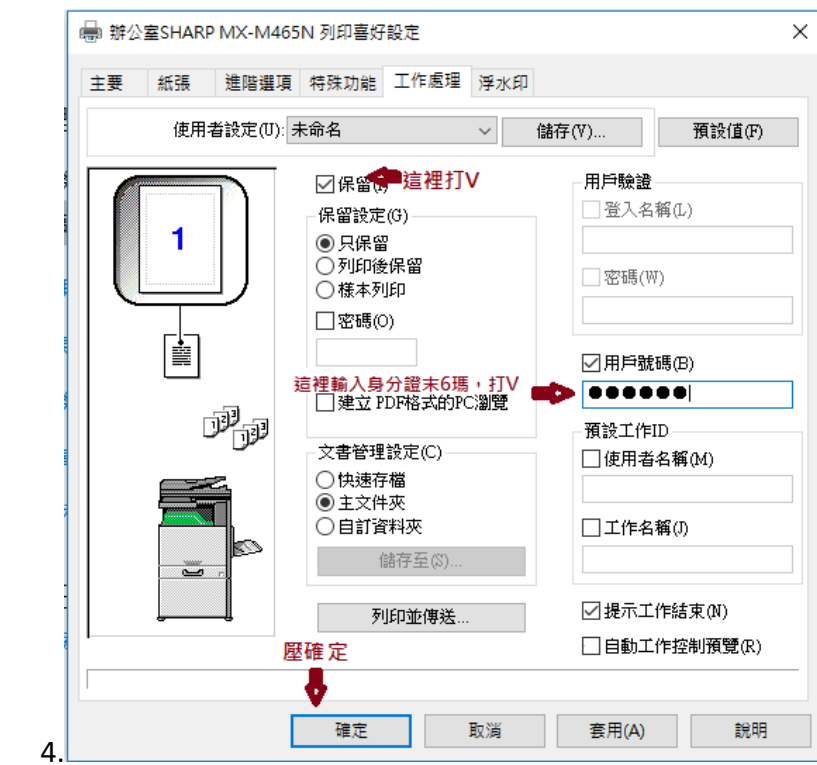 辦公室SHARP MX-M465N 列印喜好設定
主要 紙張 進階選項 特殊功能 工作處理 浮水印
使用者設定(U): 未命名 儲存(V)... 預設值(F)
1
保留(I) 這裡打V
保留設定(G)
只保留
列印後保留
樣本列印
密碼(O)
這裡輸入身分證末6瑪，打V
建立 PDF格式的PC瀏覽
文書管理設定(C)
快速存檔
主文件夾
自訂資料夾
儲存至(S)...
列印並傳送...
用戶驗證
登入名稱(L)
密碼(W)
用戶號碼(B)
●●●●●●
預設工作ID
使用者名稱(M)
工作名稱(J)
提示工作結束(N)
自動工作控制預覽(R)
1 2 3
1 2 3
壓確定
確定 取消 套用(A) 說明
4.